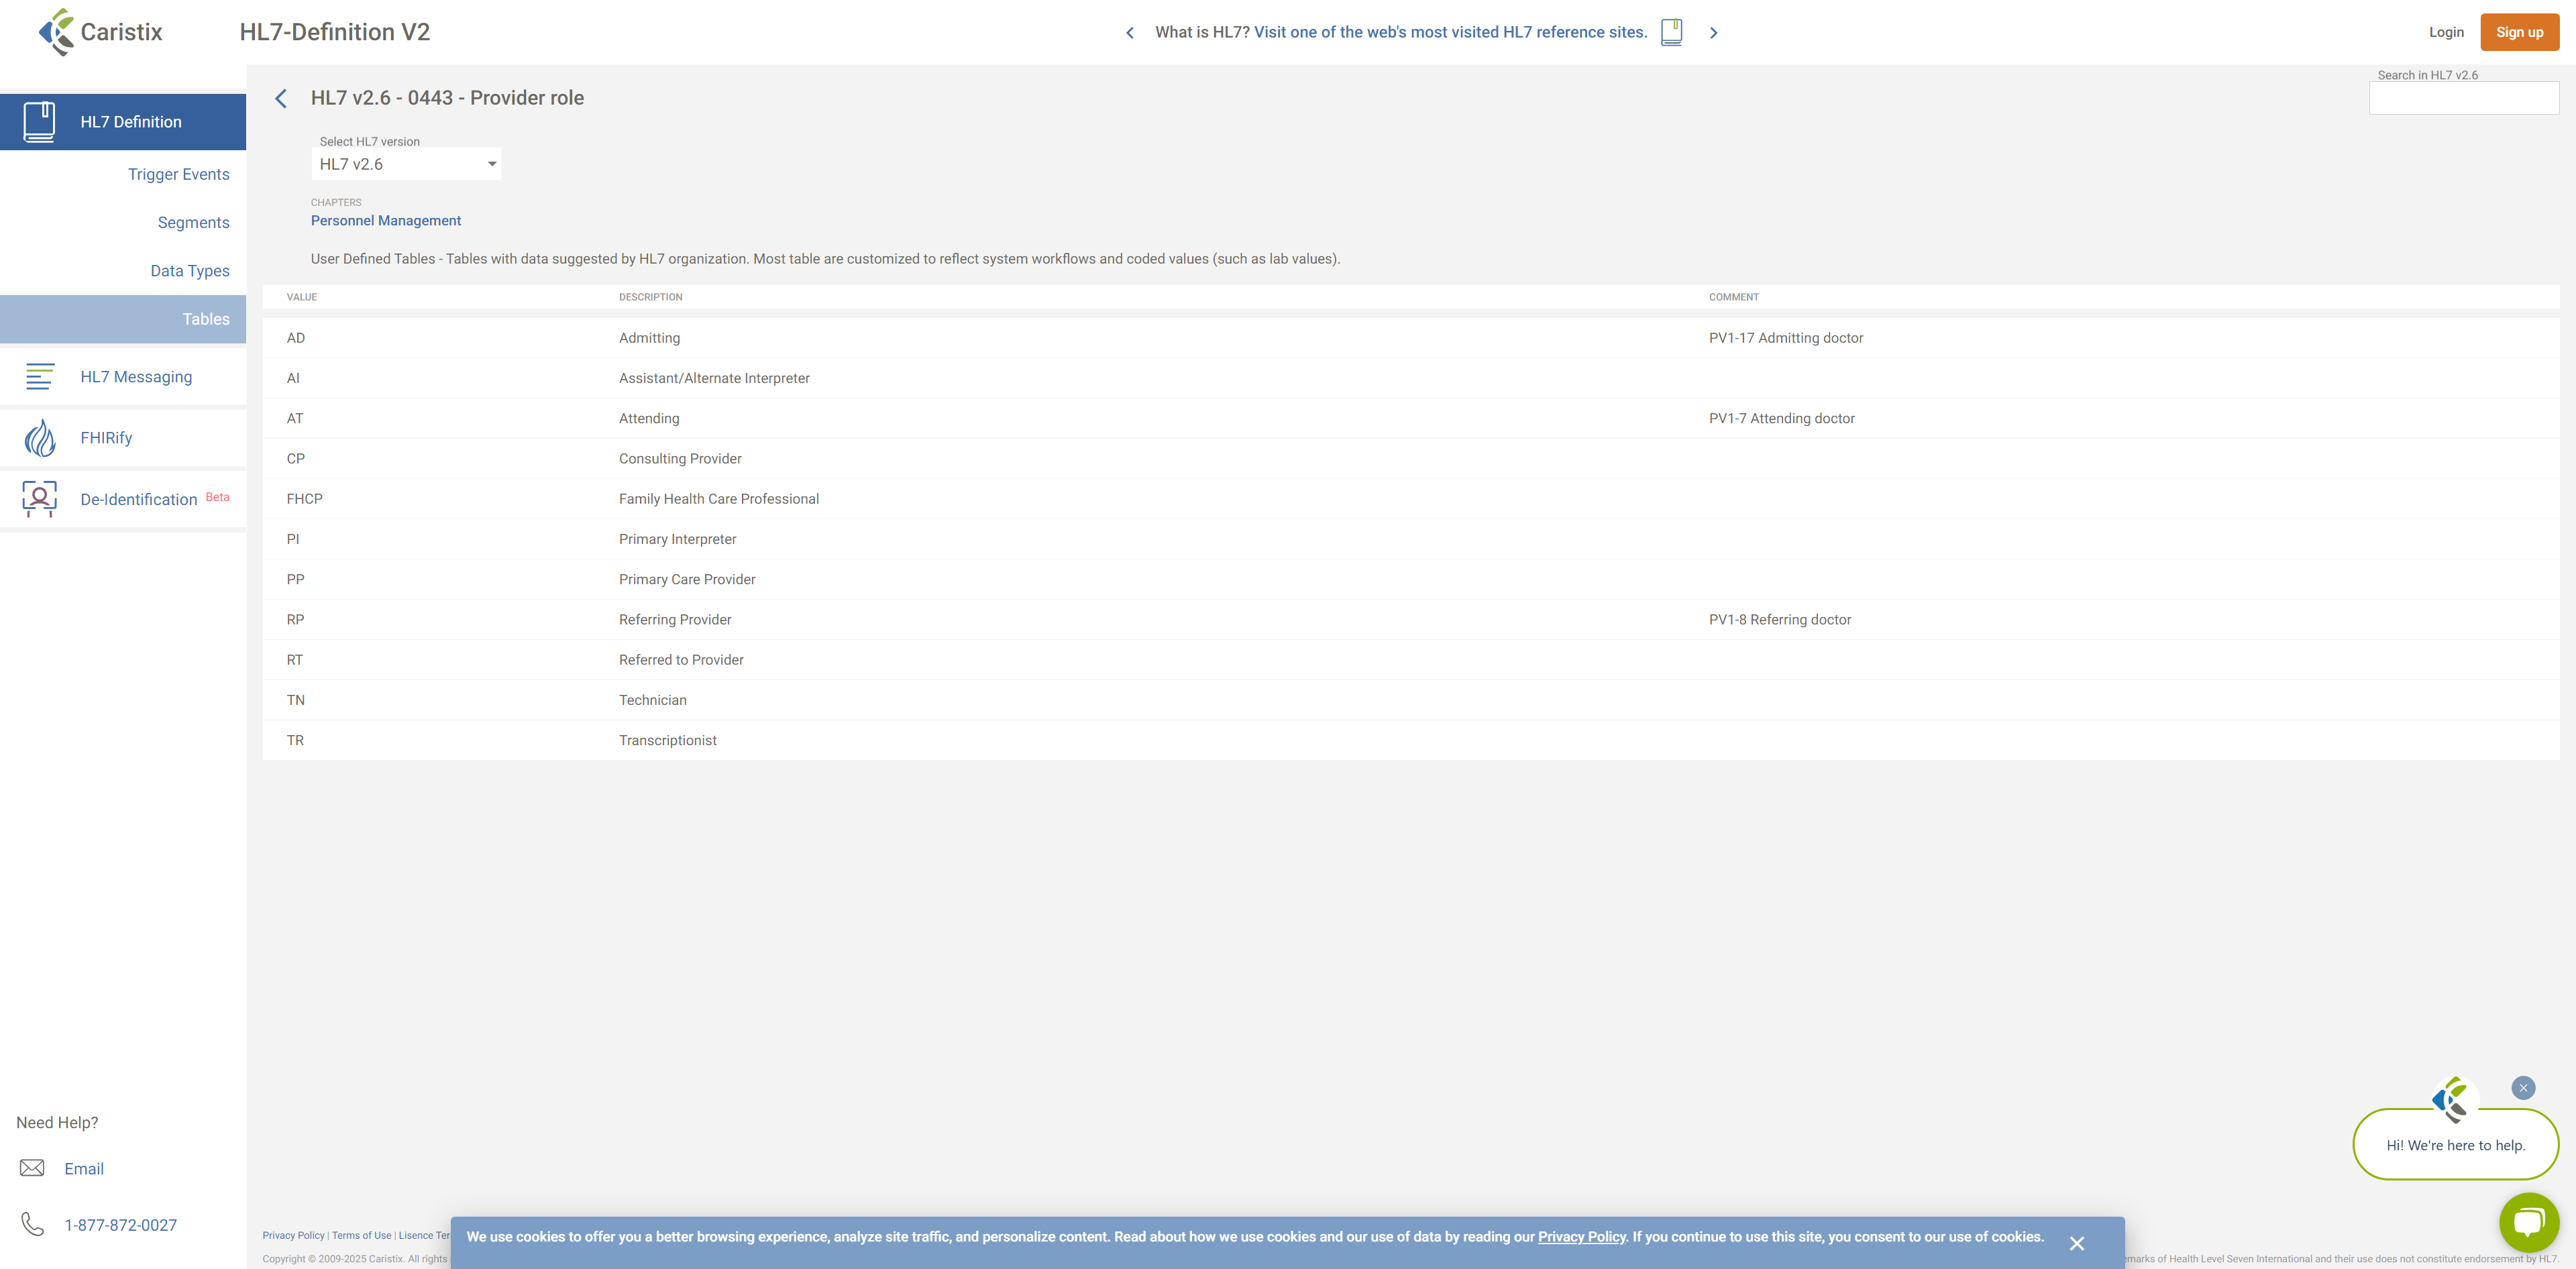 Caristix
HL7-Definition V2
What is HL7? Visit one of the web's most visited HL7 reference sites.
Login
Sign up
HL7 Definition
Trigger Events
Segments
Data Types
Tables
HL7 Messaging
FHIRify
De-Identification Beta
Need Help?
Email
1-877-872-0027
HL7 v2.6 - 0443 - Provider role
Search in HL7 v2.6
Select HL7 version
HL7 v2.6
CHAPTERS
Personnel Management
User Defined Tables - Tables with data suggested by HL7 organization. Most table are customized to reflect system workflows and coded values (such as lab values).
VALUE DESCRIPTION COMMENT
AD Admitting PV1-17 Admitting doctor
AI Assistant/Alternate Interpreter
AT Attending PV1-7 Attending doctor
CP Consulting Provider
FHCP Family Health Care Professional
PI Primary Interpreter
PP Primary Care Provider
RP Referring Provider PV1-8 Referring doctor
RT Referred to Provider
TN Technician
TR Transcriptionist
Hi! We're here to help.
Privacy Policy | Terms of Use | Lisence
We use cookies to offer you a better browsing experience, analyze site traffic, and personalize content. Read about how we use cookies and our use of data by reading our Privacy Policy. If you continue to use this site, you consent to our use of cookies.
Copyright © 2009-2025 Caristix. All rights
of Health Level Seven International and their use does not constitute endorsement by HL7.